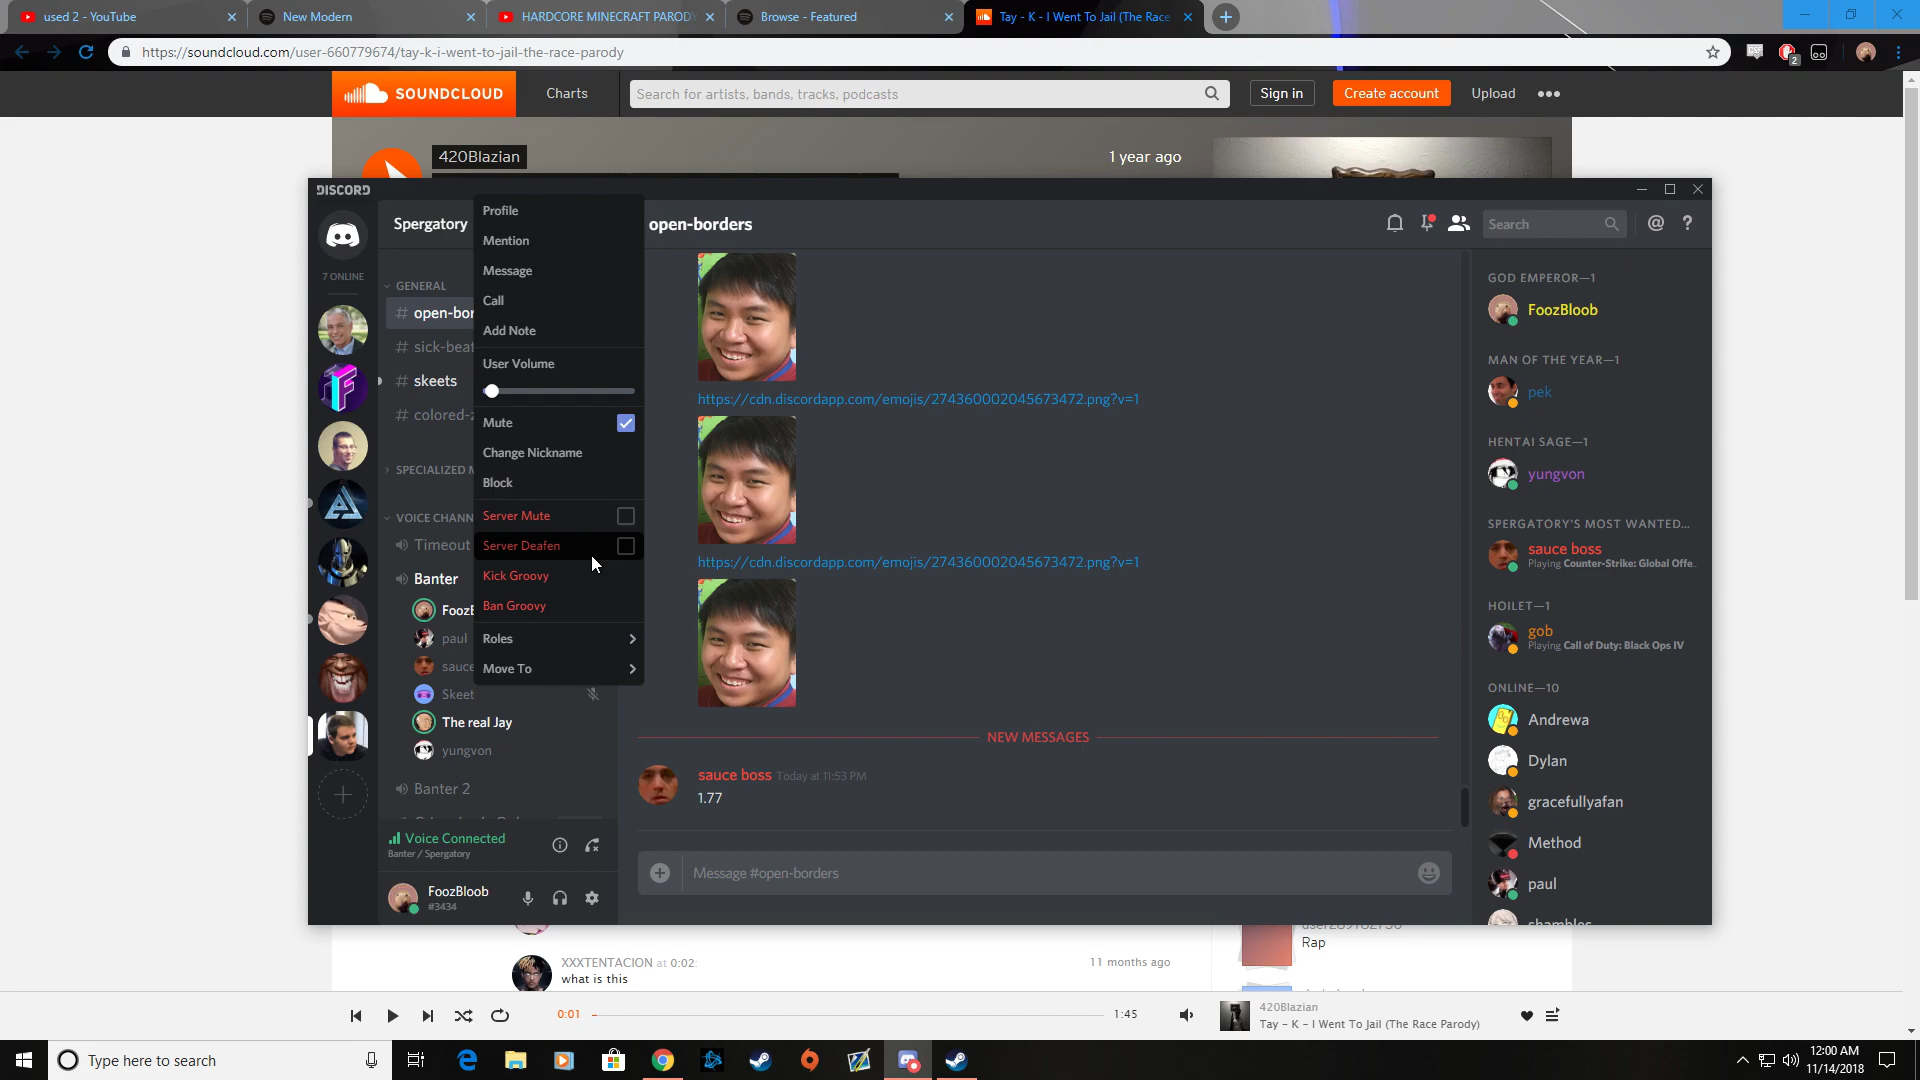 used 2 - YouTube
New Modern
HARDCORE MINECRAFT PARODY
Browse - Featured
Tay - K - I Went To Jail (The Race
https://soundcloud.com/user-660779674/tay-k-i-went-to-jail-the-race-parody
2
SOUNDCLOUD
Charts
Search for artists, bands, tracks, podcasts
Sign in
Create account
Upload
420Blazian
1 year ago
DISCORD
Spergatory
open-borders
Search
@
?
7 ONLINE
GENERAL
# open-bor
# sick-beat
# skeets
# colored-
SPECIALIZED M
VOICE CHANN
Timeout
Banter
FoozB
paul
sauce
Skeet
The real Jay
yungvon
Banter 2
Voice Connected
Banter / Spergatory
FoozBloob
#3434
Profile
Mention
Message
Call
Add Note
User Volume
Mute
Change Nickname
Block
Server Mute
Server Deafen
Kick Groovy
Ban Groovy
Roles
Move To
https://cdn.discordapp.com/emojis/274360002045673472.png?v=1
https://cdn.discordapp.com/emojis/274360002045673472.png?v=1
NEW MESSAGES
sauce boss Today at 11:53 PM
1.77
Message #open-borders
GOD EMPEROR—1
FoozBloob
MAN OF THE YEAR—1
pek
HENTAI SAGE—1
yungvon
SPERGATORY'S MOST WANTED...
sauce boss
Playing Counter-Strike: Global Offe...
HOILET—1
gob
Playing Call of Duty: Black Ops IV
ONLINE—10
Andrewa
Dylan
gracefullyafan
Method
paul
shambles
Rap
XXXTENTACION at 0:02:
11 months ago
what is this
0:01
1:45
420Blazian
Tay - K - I Went To Jail (The Race Parody)
Type here to search
12:00 AM
11/14/2018